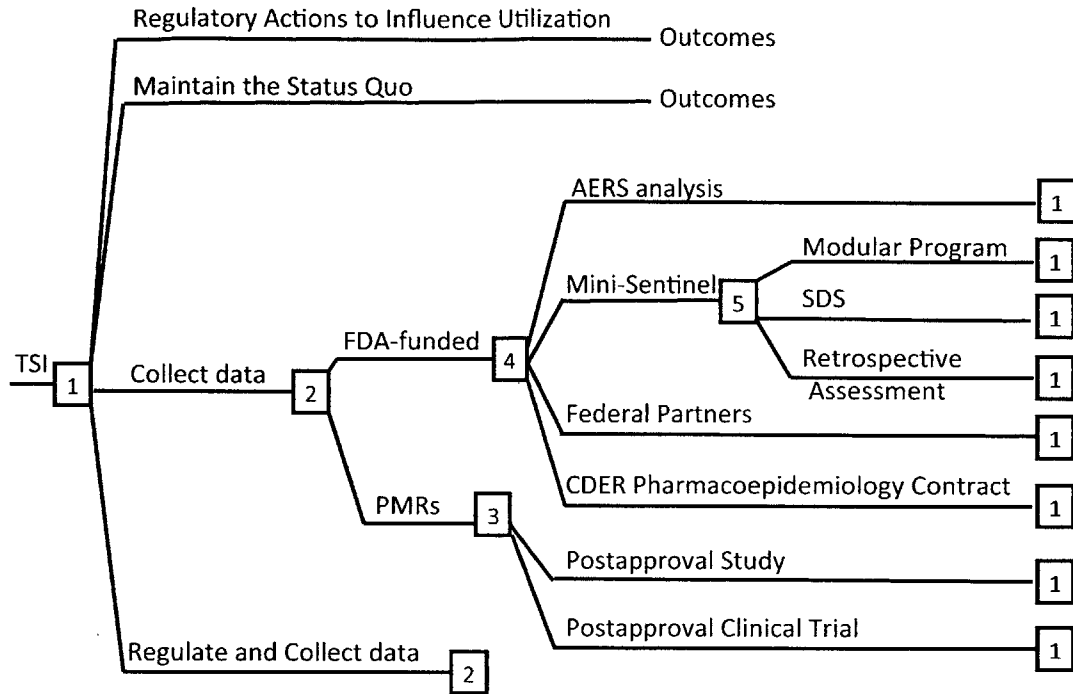 Regulatory Actions to Influence Utilization
Outcomes
Maintain the Status Quo
Outcomes
AERS analysis
1
Modular Program
1
Mini-Sentinel
5
SDS
1
FDA-funded
4
TSI
1
Collect data
2
Retrospective
Assessment
1
Federal Partners
1
CDER Pharmacoepidemiology Contract
1
PMRs
3
Postapproval Study
1
Postapproval Clinical Trial
1
Regulate and Collect data
2